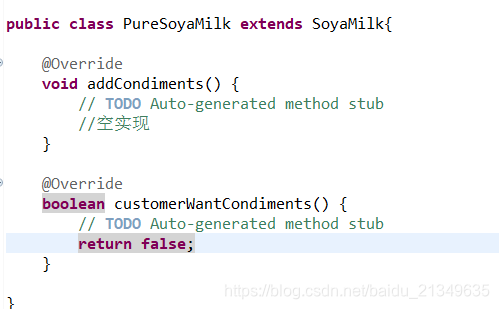 public class PureSoyaMilk extends SoyaMilk{
@Override
void addCondiments() {
// TODO Auto-generated method stub
//空实现
}
@Override
boolean customerWantCondiments() {
// TODO Auto-generated method stub
return false;
}
https://blog.csdn.net/baidu_21349635
}